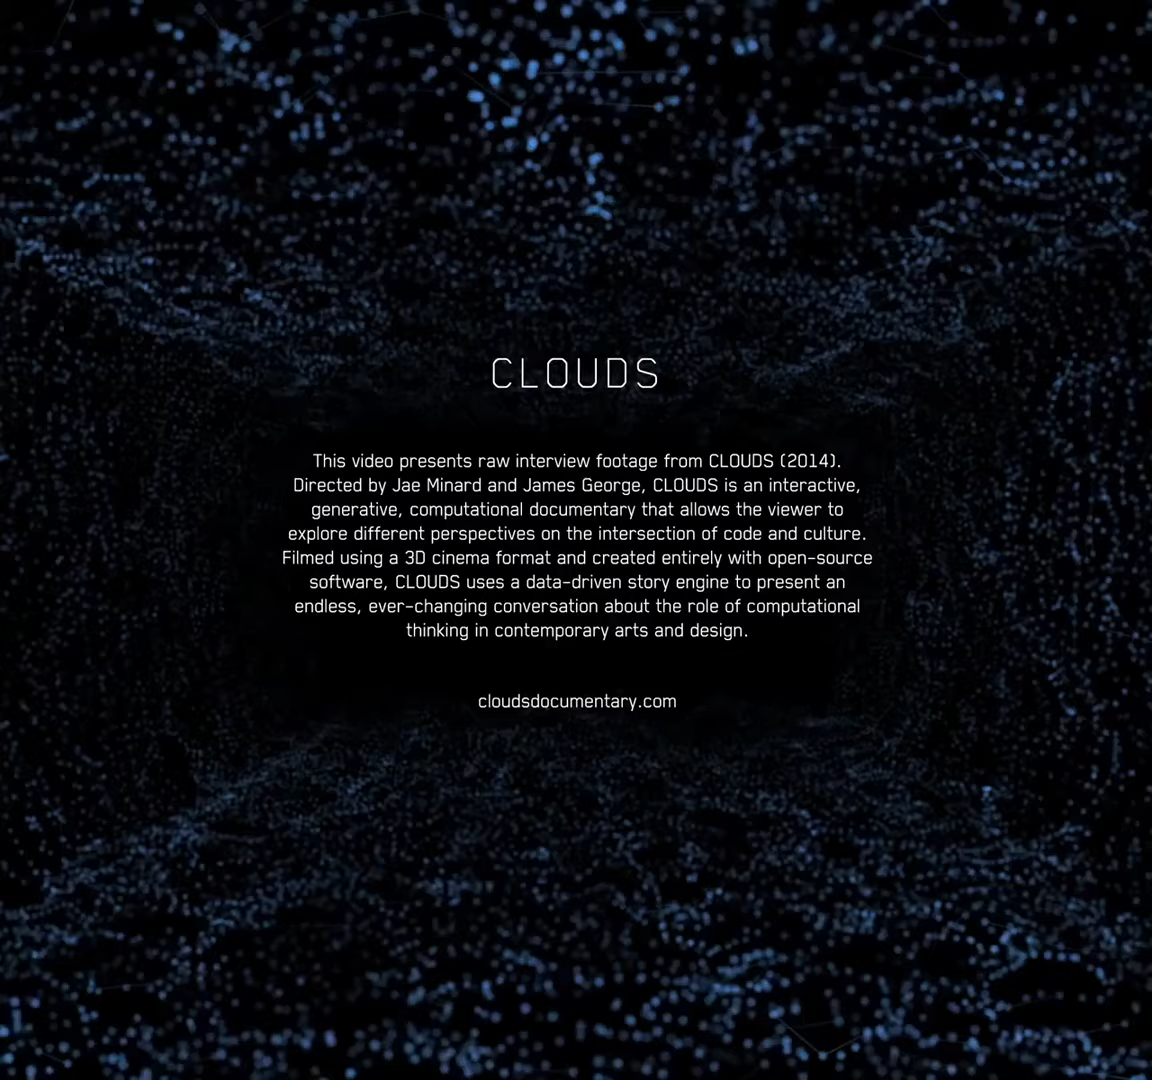 CLOUDS
This video presents raw interview footage from CLOUDS (2014).
Directed by Jae Minard and James George, CLOUDS is an interactive,
generative, computational documentary that allows the viewer to
explore different perspectives on the intersection of code and culture.
Filmed using a 3D cinema format and created entirely with open-source
software, CLOUDS uses a data-driven story engine to present an
endless, ever-changing conversation about the role of computational
thinking in contemporary arts and design.
cloudsdocumentary.com